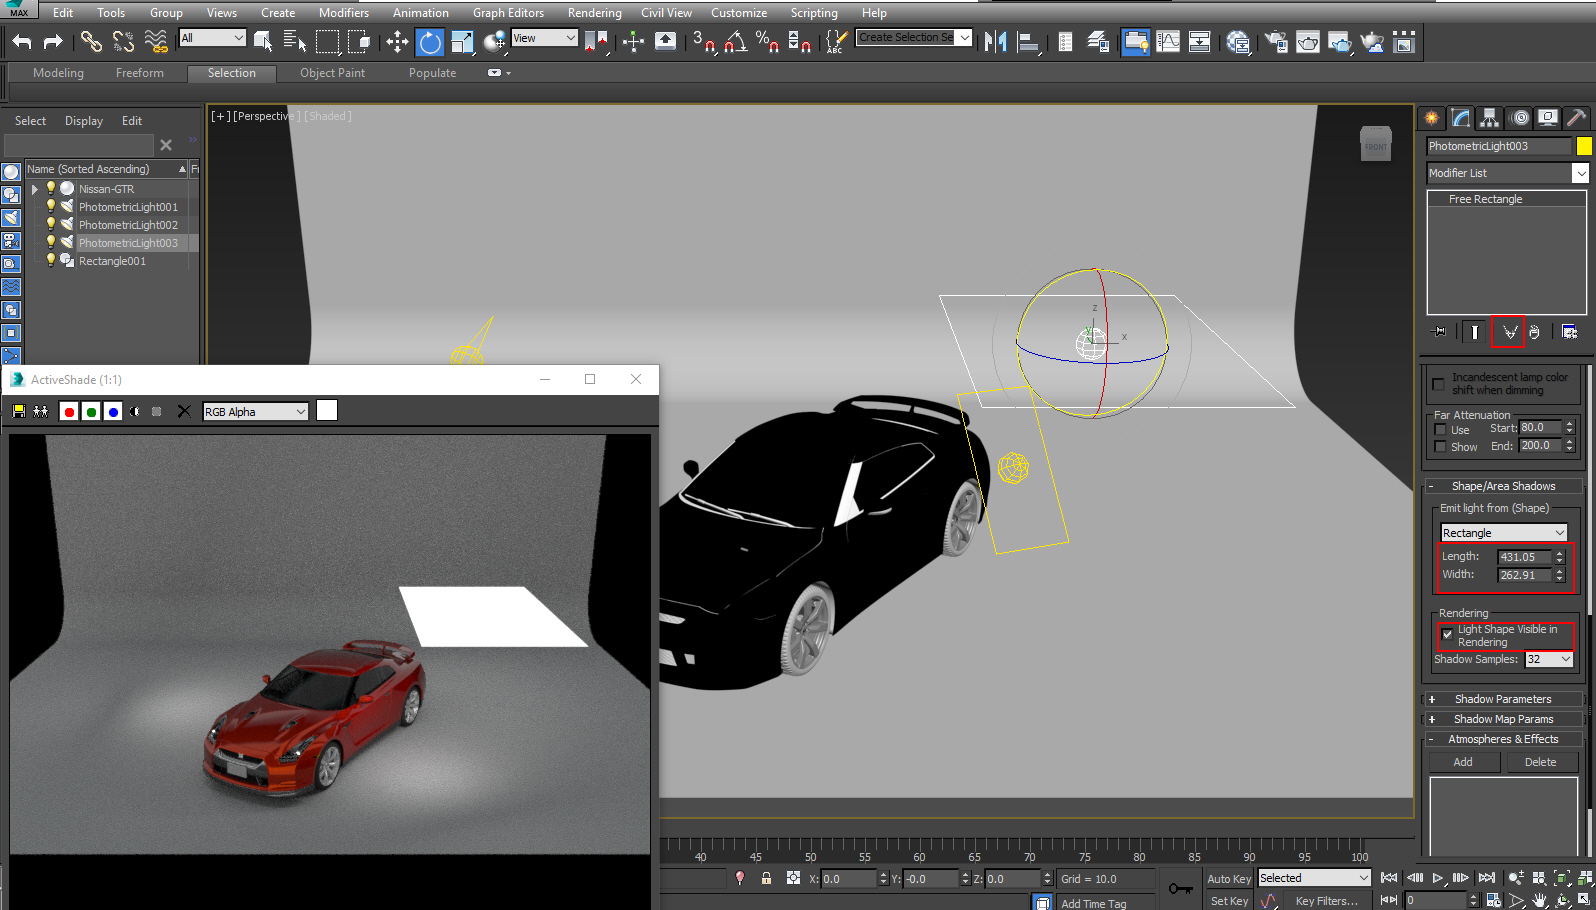 MAX
Edit Tools Group Views Create Modifiers Animation Graph Editors Rendering Civil View Customize Scripting Help
All
View
3
%
ABC
Create Selection Se
Modeling Freeform Selection Object Paint Populate
Select Display Edit
Name (Sorted Ascending)
Nissan-GTR
PhotometricLight001
PhotometricLight002
PhotometricLight003
Rectangle001
[+] [Perspective] [Shaded]
FRONT
z
x
PhotometricLight003
Modifier List
Free Rectangle
Incandescent lamp color
shift when dimming
Far Attenuation
Use Start: 80.0
Show End: 200.0
- Shape/Area Shadows
Emit light from (Shape)
Rectangle
Length: 431.05
Width: 262.91
Rendering
Light Shape Visible in
Rendering
Shadow Samples: 32
+ Shadow Parameters
+ Shadow Map Params
- Atmospheres & Effects
Add Delete
ActiveShade (1:1)
RGB Alpha
40 45 50 55 60 65 70 75 80 85 90 95 100
X: 0.0 Y: -0.0 Z: 0.0 Grid = 10.0
Auto Key Selected
Add Time Tag
Set Key Key Filters...
0